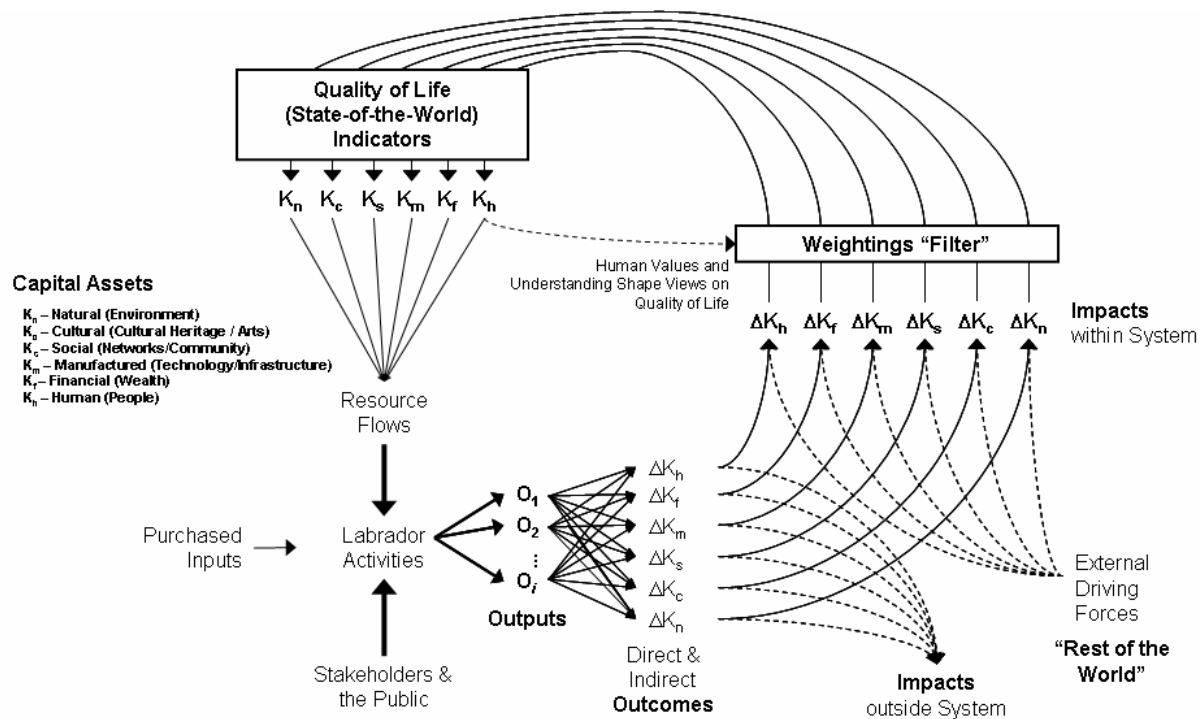 Quality of Life
(State-of-the-World)
Indicators
Kn Kc Ks Km Kf Kh
Weightings “Filter”
Human Values and
Understanding Shape Views on
Quality of Life
Capital Assets
Kn – Natural (Environment)
Kc – Cultural (Cultural Heritage / Arts)
Kc – Social (Networks/Community)
Km – Manufactured (Technology/Infrastructure)
Kf – Financial (Wealth)
Kh – Human (People)
ΔKh ΔKf ΔKm ΔKs ΔKc ΔKn
Impacts
within System
Resource
Flows
Purchased
Inputs
Labrador
Activities
Stakeholders &
the Public
O1
O2
⋮
Oi
Outputs
ΔKh
ΔKf
ΔKm
ΔKs
ΔKc
ΔKn
Direct &
Indirect
Outcomes
External
Driving
Forces
“Rest of the
World”
Impacts
outside System